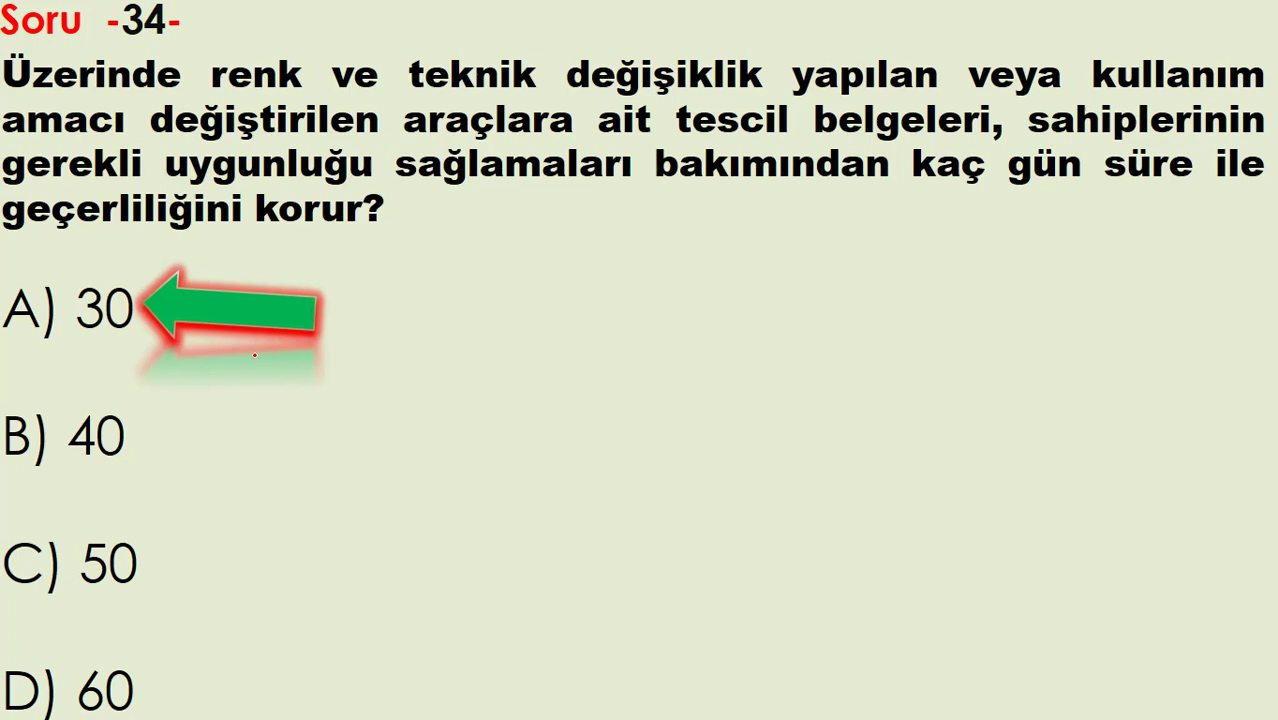 Soru -34-
Üzerinde renk ve teknik değişiklik yapılan veya kullanım
amacı değiştirilen araçlara ait tescil belgeleri, sahiplerinin
gerekli uygunluğu sağlamaları bakımından kaç gün süre ile
geçerliliğini korur?
A) 30
B) 40
C) 50
D) 60